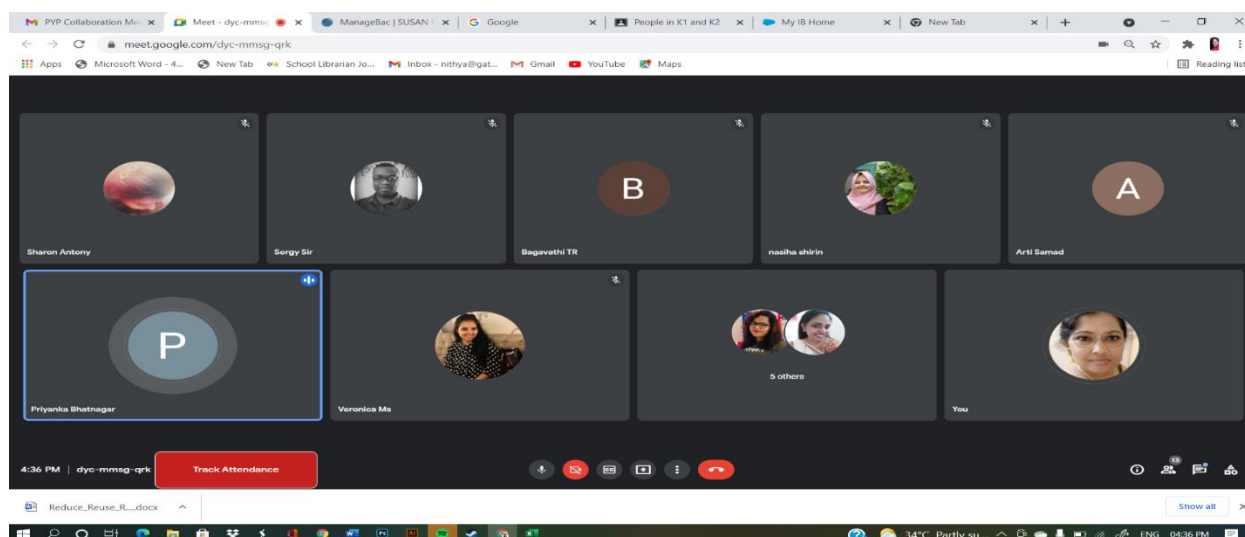 PYP Collaboration Me Meet - dyc-mmsg ManageBac | SUSAN Google People in K1 and K2 My IB Home New Tab
meet.google.com/dyc-mmsg-qrk
Apps Microsoft Word - 4... New Tab School Librarian Jo... Inbox - nithya@gat... Gmail YouTube Maps Reading list
B A
Sharon Antony Sorgy Sir Bagavathi TR nasiha shirin Arti Samad
P
5 others
Priyanka Bhatnagar Veronica Ms You
4:36 PM | dyc-mmsg-qrk Track Attendance 13
Reduce_Reuse_R....docx Show all
34°C Partly su... ENG 04:36 PM